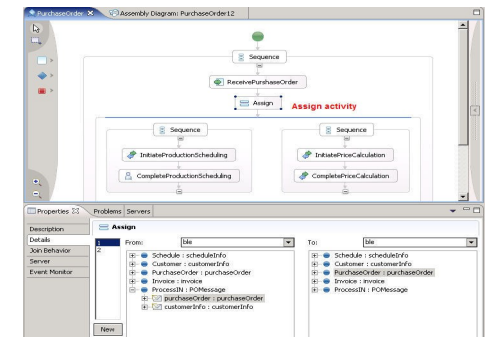 PurchaseOrder
Assembly Diagram: PurchaseOrder12
Sequence
ReceivePurshaseOrder
Assign
Assign activity
Sequence
Sequence
InitiateProductionScheduling
InitiatePriceCalculation
CompleteProductionScheduling
CompletePriceCalculation
Properties
Problems
Servers
Description
Details
Join Behavior
Server
Event Monitor
Assign
1
2
New
From:
ble
Schedule : scheduleInfo
Customer : customerInfo
PurchaseOrder : purchaseOrder
Invoice : invoice
ProcessIN : POMessage
purchaseOrder : purchaseOrder
customerInfo : customerInfo
To:
ble
Schedule : scheduleInfo
Customer : customerInfo
PurchaseOrder : purchaseOrder
Invoice : invoice
ProcessIN : POMessage